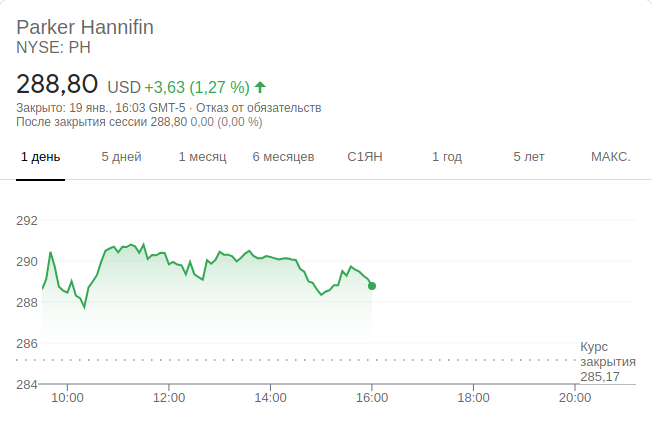 Parker Hannifin
NYSE: PH
288,80 USD +3,63 (1,27 %)
Закрыто: 19 янв., 16:03 GMT-5 · Отказ от обязательств
После закрытия сессии 288,80 0,00 (0,00 %)
1 день 5 дней 1 месяц 6 месяцев С1ЯН 1 год 5 лет МАКС.
292
290
288
286
Курс
закрытия
285,17
284
10:00 12:00 14:00 16:00 18:00 20:00